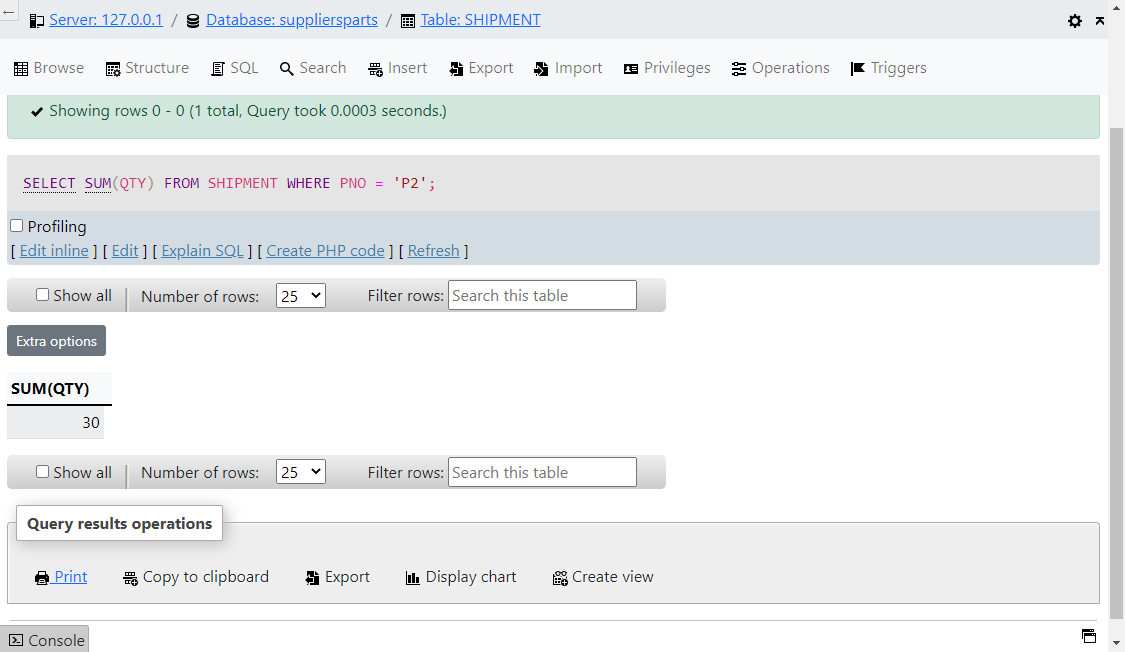 Server: 127.0.0.1 / Database: suppliersparts / Table: SHIPMENT
Browse Structure SQL Search Insert Export Import Privileges Operations Triggers
Showing rows 0 - 0 (1 total, Query took 0.0003 seconds.)
SELECT SUM(QTY) FROM SHIPMENT WHERE PNO = 'P2';
Profiling
[ Edit inline ] [ Edit ] [ Explain SQL ] [ Create PHP code ] [ Refresh ]
Show all Number of rows: 25 Filter rows: Search this table
Extra options
SUM(QTY)
30
Show all Number of rows: 25 Filter rows: Search this table
Query results operations
Print Copy to clipboard Export Display chart Create view
Console